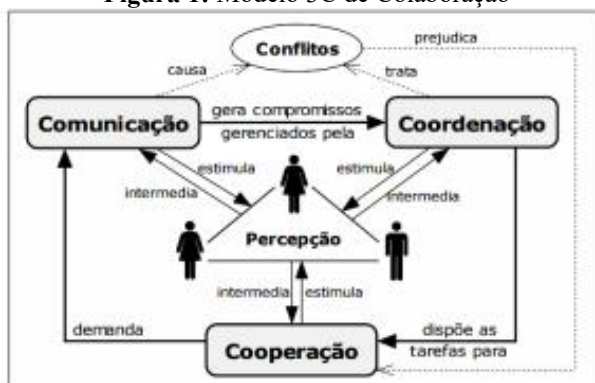 Figura 1: Modelo 3C de Colaboração
Conflitos
prejudica
causa
trata
Comunicação
gera compromissos
gerenciados pela
Coordenação
estimula
intermedia
estimula
intermedia
Percepção
intermedia
estimula
demanda
Cooperação
dispõe as
tarefas para